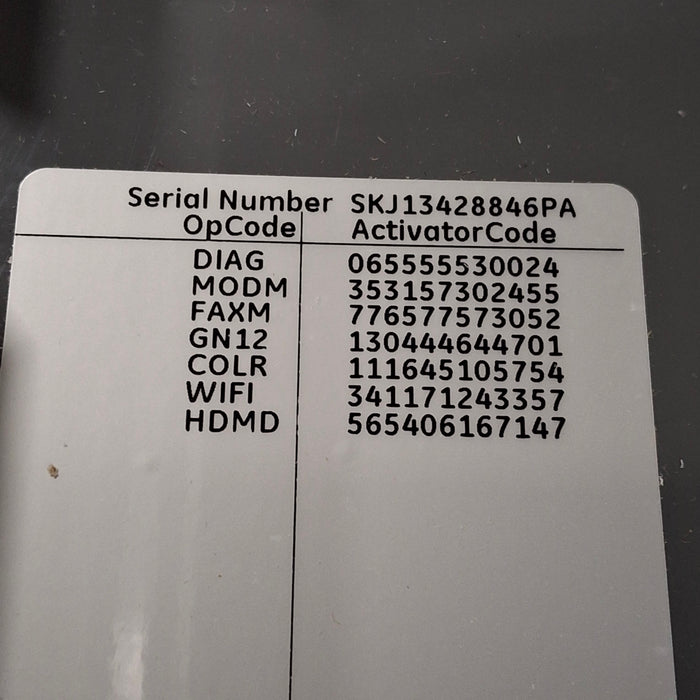 Serial Number SKJ13428846PA
OpCode ActivatorCode
DIAG 065555530024
MODM 353157302455
FAXM 776577573052
GN12 130444644701
COLR 111645105754
WIFI 341171243357
HDMD 565406167147